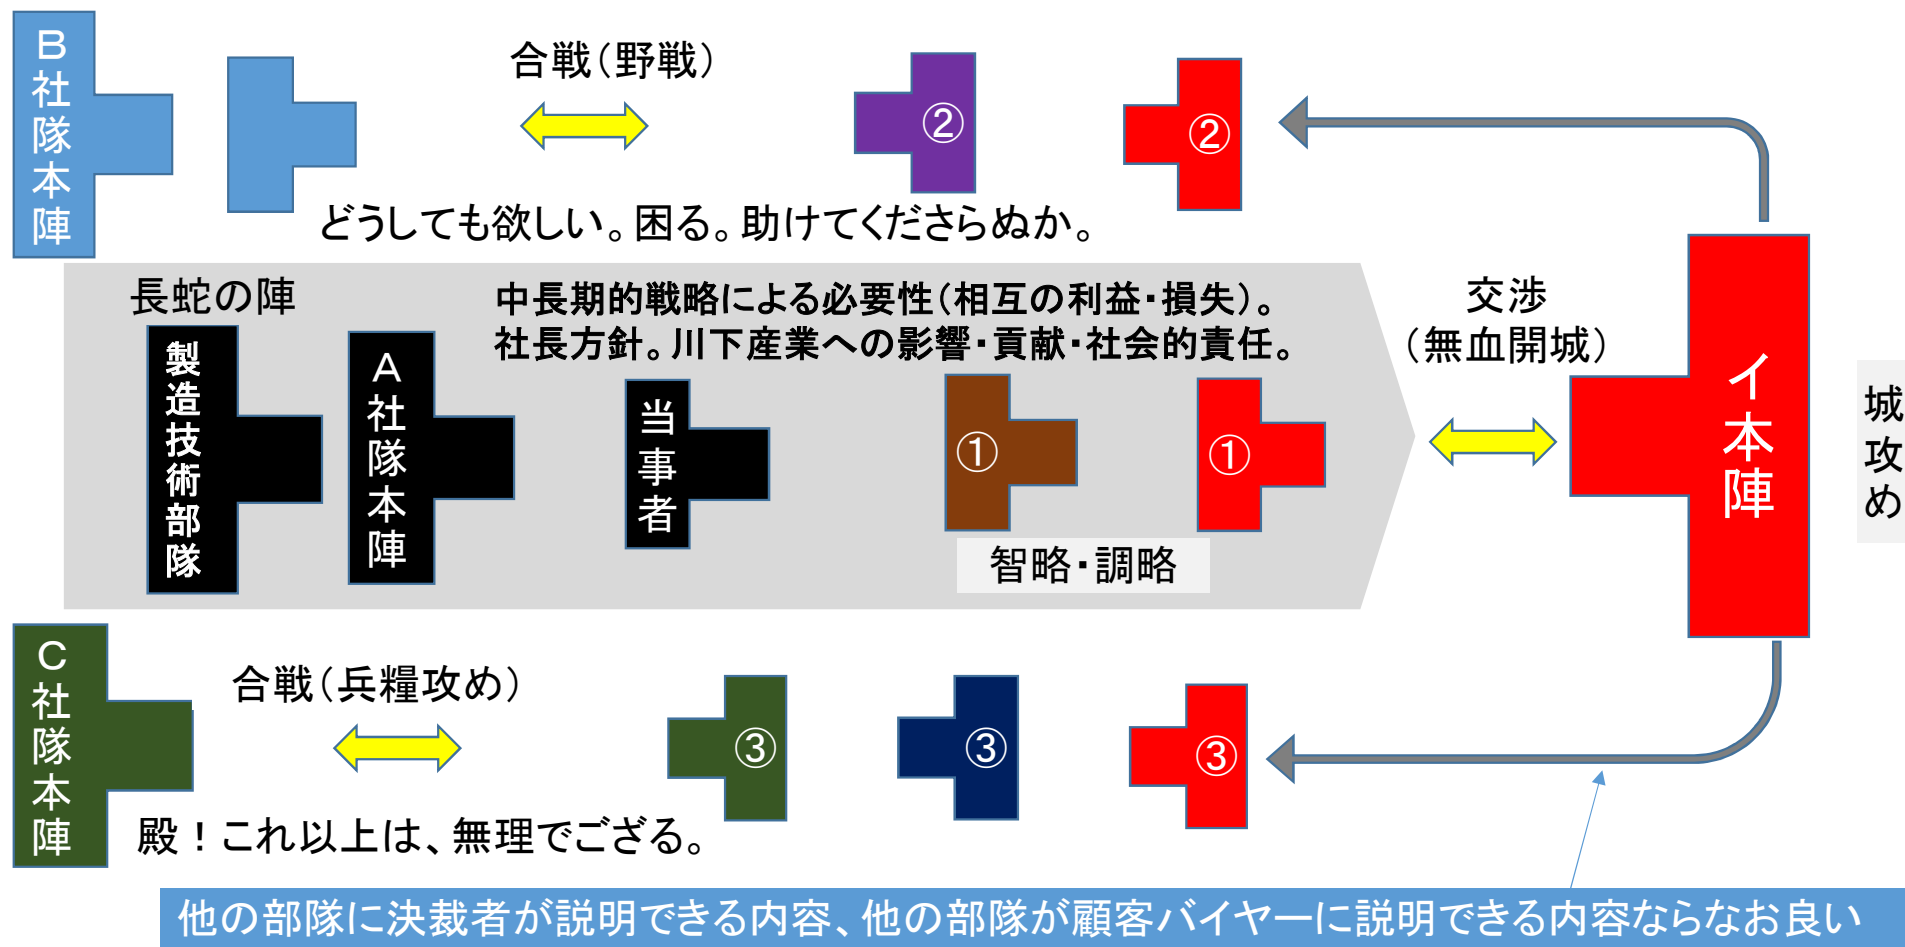 B社隊本陣
合戦（野戦）
②
②
どうしても欲しい。困る。助けてくださらぬか。
長蛇の陣
中長期的戦略による必要性（相互の利益・損失）。
社長方針。川下産業への影響・貢献・社会的責任。
交渉
（無血開城）
製造技術部隊
A社隊本陣
当事者
①
①
イ本陣
城攻め
智略・調略
C社隊本陣
合戦（兵糧攻め）
③
③
③
殿！これ以上は、無理でござる。
他の部隊に決裁者が説明できる内容、他の部隊が顧客バイヤーに説明できる内容ならなお良い